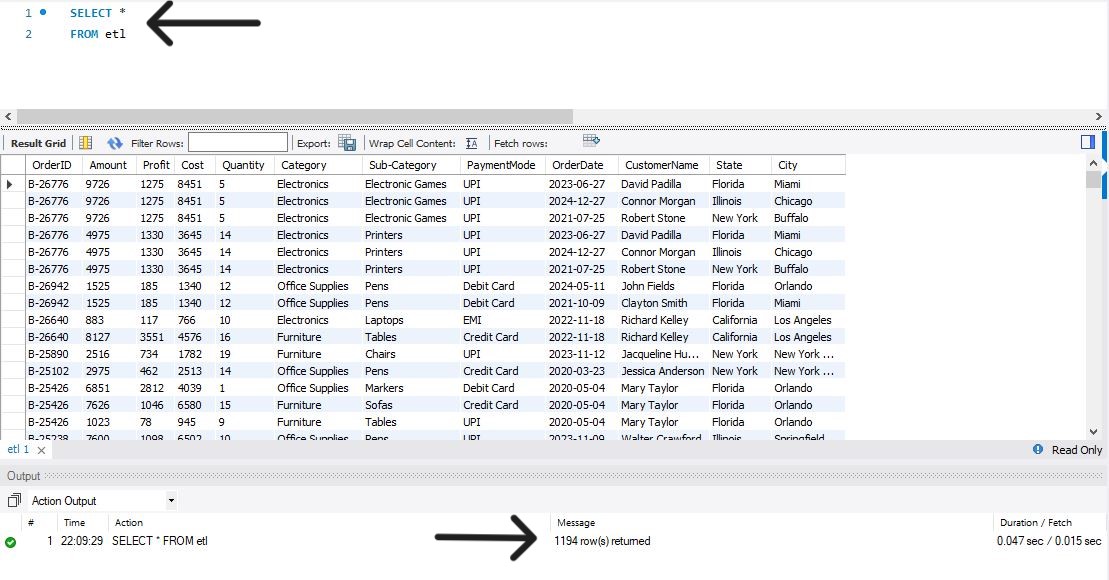 1 SELECT *
2 FROM etl
Result Grid Filter Rows: Export: Wrap Cell Content: Fetch rows:
OrderID Amount Profit Cost Quantity Category Sub-Category PaymentMode OrderDate CustomerName State City
B-26776 9726 1275 8451 5 Electronics Electronic Games UPI 2023-06-27 David Padilla Florida Miami
B-26776 9726 1275 8451 5 Electronics Electronic Games UPI 2024-12-27 Connor Morgan Illinois Chicago
B-26776 9726 1275 8451 5 Electronics Electronic Games UPI 2021-07-25 Robert Stone New York Buffalo
B-26776 4975 1330 3645 14 Electronics Printers UPI 2023-06-27 David Padilla Florida Miami
B-26776 4975 1330 3645 14 Electronics Printers UPI 2024-12-27 Connor Morgan Illinois Chicago
B-26776 4975 1330 3645 14 Electronics Printers UPI 2021-07-25 Robert Stone New York Buffalo
B-26942 1525 185 1340 12 Office Supplies Pens Debit Card 2024-05-11 John Fields Florida Orlando
B-26942 1525 185 1340 12 Office Supplies Pens Debit Card 2021-10-09 Clayton Smith Florida Miami
B-26640 883 117 766 10 Electronics Laptops EMI 2022-11-18 Richard Kelley California Los Angeles
B-26640 8127 3551 4576 16 Furniture Tables Credit Card 2022-11-18 Richard Kelley California Los Angeles
B-25890 2516 734 1782 19 Furniture Chairs UPI 2023-11-12 Jacqueline Hu... New York New York ...
B-25102 2975 462 2513 14 Office Supplies Pens Credit Card 2020-03-23 Jessica Anderson New York New York ...
B-25426 6851 2812 4039 1 Office Supplies Markers Debit Card 2020-05-04 Mary Taylor Florida Orlando
B-25426 7626 1046 6580 15 Furniture Sofas Credit Card 2020-05-04 Mary Taylor Florida Orlando
B-25426 1023 78 945 9 Furniture Tables UPI 2020-05-04 Mary Taylor Florida Orlando
B-25238 7600 1098 6502 10 Office Supplies Pens UPI 2023-11-09 Walter Crawford Illinois Springfield
etl 1 Read Only
Output
Action Output
# Time Action Message Duration / Fetch
1 22:09:29 SELECT * FROM etl 1194 row(s) returned 0.047 sec / 0.015 sec